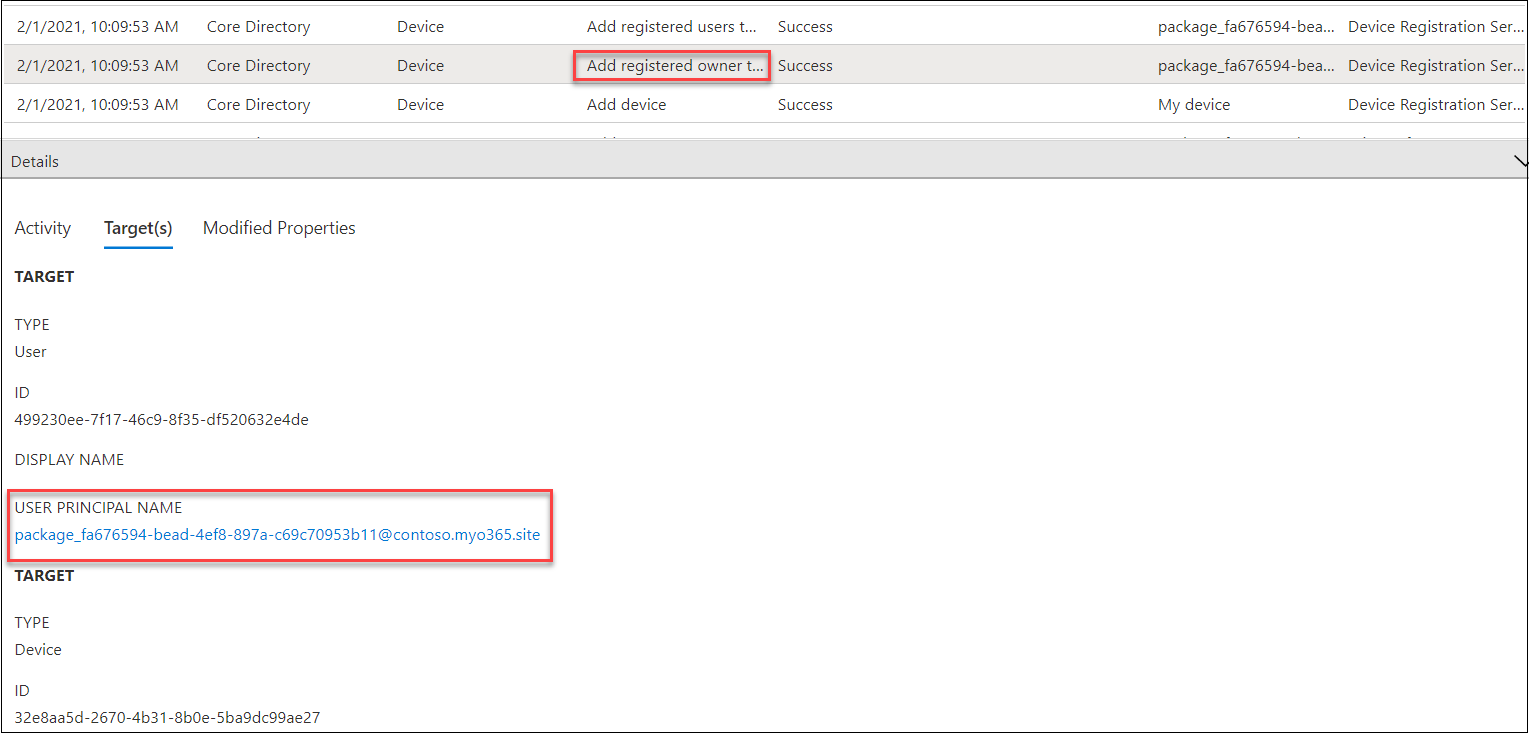 2/1/2021, 10:09:53 AM Core Directory Device Add registered users t... Success package_fa676594-bea... Device Registration Ser...
2/1/2021, 10:09:53 AM Core Directory Device Add registered owner t... Success package_fa676594-bea... Device Registration Ser...
2/1/2021, 10:09:53 AM Core Directory Device Add device Success My device Device Registration Ser...
Details
Activity Target(s) Modified Properties
TARGET
TYPE
User
ID
499230ee-7f17-46c9-8f35-df520632e4de
DISPLAY NAME
USER PRINCIPAL NAME
package_fa676594-bead-4ef8-897a-c69c70953b11@contoso.myo365.site
TARGET
TYPE
Device
ID
32e8aa5d-2670-4b31-8b0e-5ba9dc99ae27